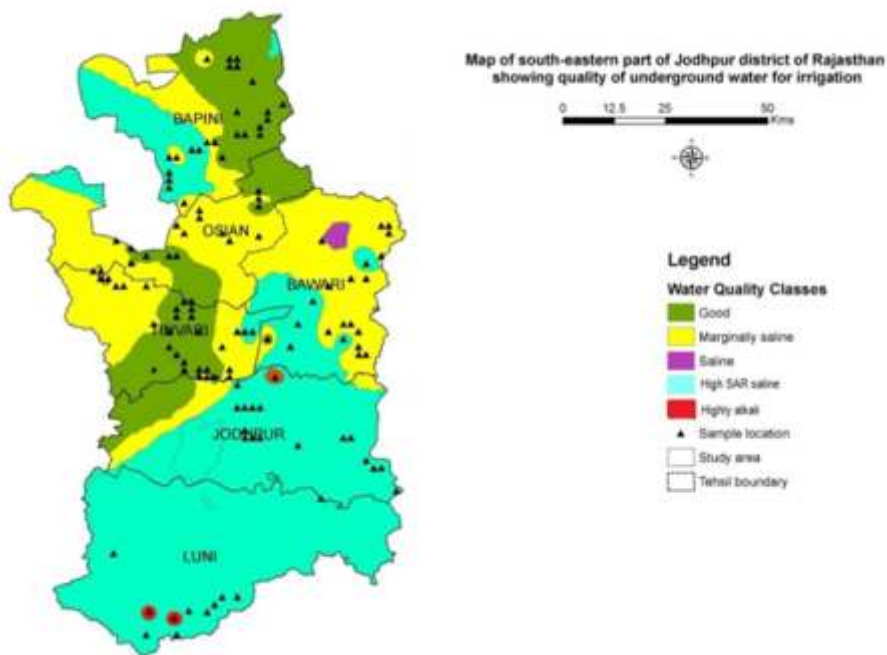 Map of south-eastern part of Jodhpur district of Rajasthan
showing quality of underground water for irrigation
0 12.5 25 50
Kms
BAPINI
OSIAN
BAWARI
TINVARI
JODHPUR
LUNI
Legend
Water Quality Classes
Good
Marginally saline
Saline
High SAR saline
Highly alkali
Sample location
Study area
Tehsil boundary